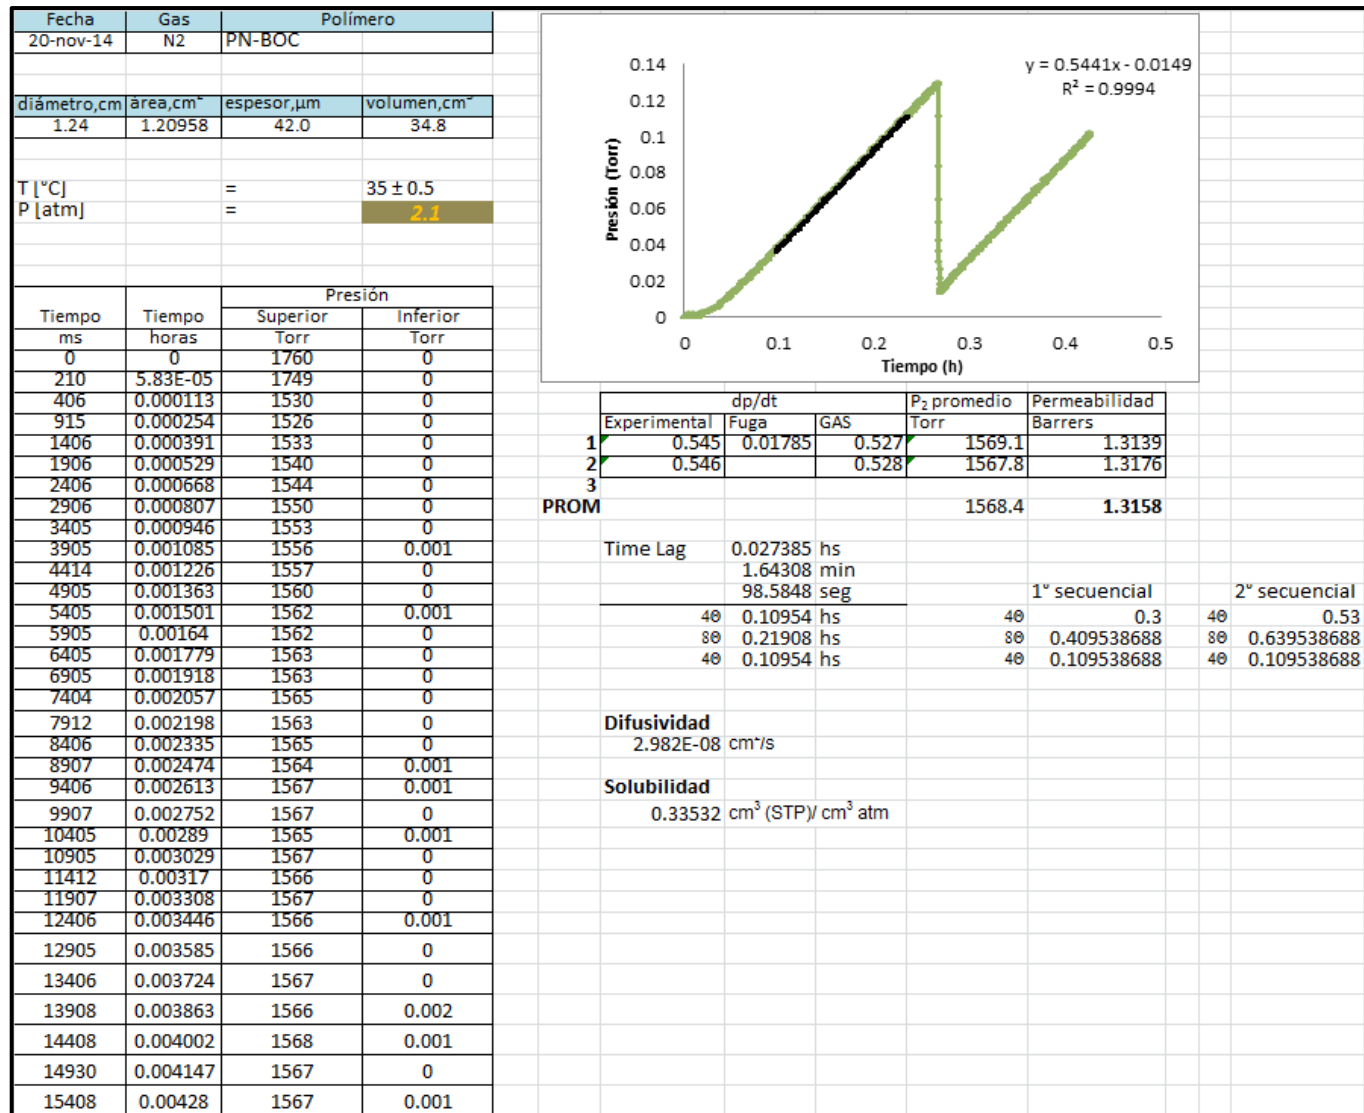 Fecha Gas Polímero
20-nov-14 N2 PN-BOC
diámetro,cm área,cm² espesor,µm volumen,cm³
1.24 1.20958 42.0 34.8
T [°C] = 35 ± 0.5
P [atm] = 2.1
Presión
Tiempo Tiempo Superior Inferior
ms horas Torr Torr
0 0 1760 0
210 5.83E-05 1749 0
406 0.000113 1530 0
915 0.000254 1526 0
1406 0.000391 1533 0
1906 0.000529 1540 0
2406 0.000668 1544 0
2906 0.000807 1550 0
3405 0.000946 1553 0
3905 0.001085 1556 0.001
4414 0.001226 1557 0
4905 0.001363 1560 0
5405 0.001501 1562 0.001
5905 0.00164 1562 0
6405 0.001779 1563 0
6905 0.001918 1563 0
7404 0.002057 1565 0
7912 0.002198 1563 0
8406 0.002335 1565 0
8907 0.002474 1564 0.001
9406 0.002613 1567 0.001
9907 0.002752 1567 0
10405 0.00289 1565 0.001
10905 0.003029 1567 0
11412 0.00317 1566 0
11907 0.003308 1567 0
12406 0.003446 1566 0.001
12905 0.003585 1566 0
13406 0.003724 1567 0
13908 0.003863 1566 0.002
14408 0.004002 1568 0.001
14930 0.004147 1567 0
15408 0.00428 1567 0.001
y = 0.5441x - 0.0149
R² = 0.9994
Presión (Torr)
0.14
0.12
0.1
0.08
0.06
0.04
0.02
0
0 0.1 0.2 0.3 0.4 0.5
Tiempo (h)
dp/dt P₂ promedio Permeabilidad
Experimental Fuga GAS Torr Barrers
1 0.545 0.01785 0.527 1569.1 1.3139
2 0.546 0.528 1567.8 1.3176
3
PROM 1568.4 1.3158
Time Lag 0.027385 hs
1.64308 min
98.5848 seg 1° secuencial 2° secuencial
4θ 0.10954 hs 4θ 0.3 4θ 0.53
8θ 0.21908 hs 8θ 0.409538688 8θ 0.639538688
4θ 0.10954 hs 4θ 0.109538688 4θ 0.109538688
Difusividad
2.982E-08 cm²/s
Solubilidad
0.33532 cm³ (STP)/ cm³ atm